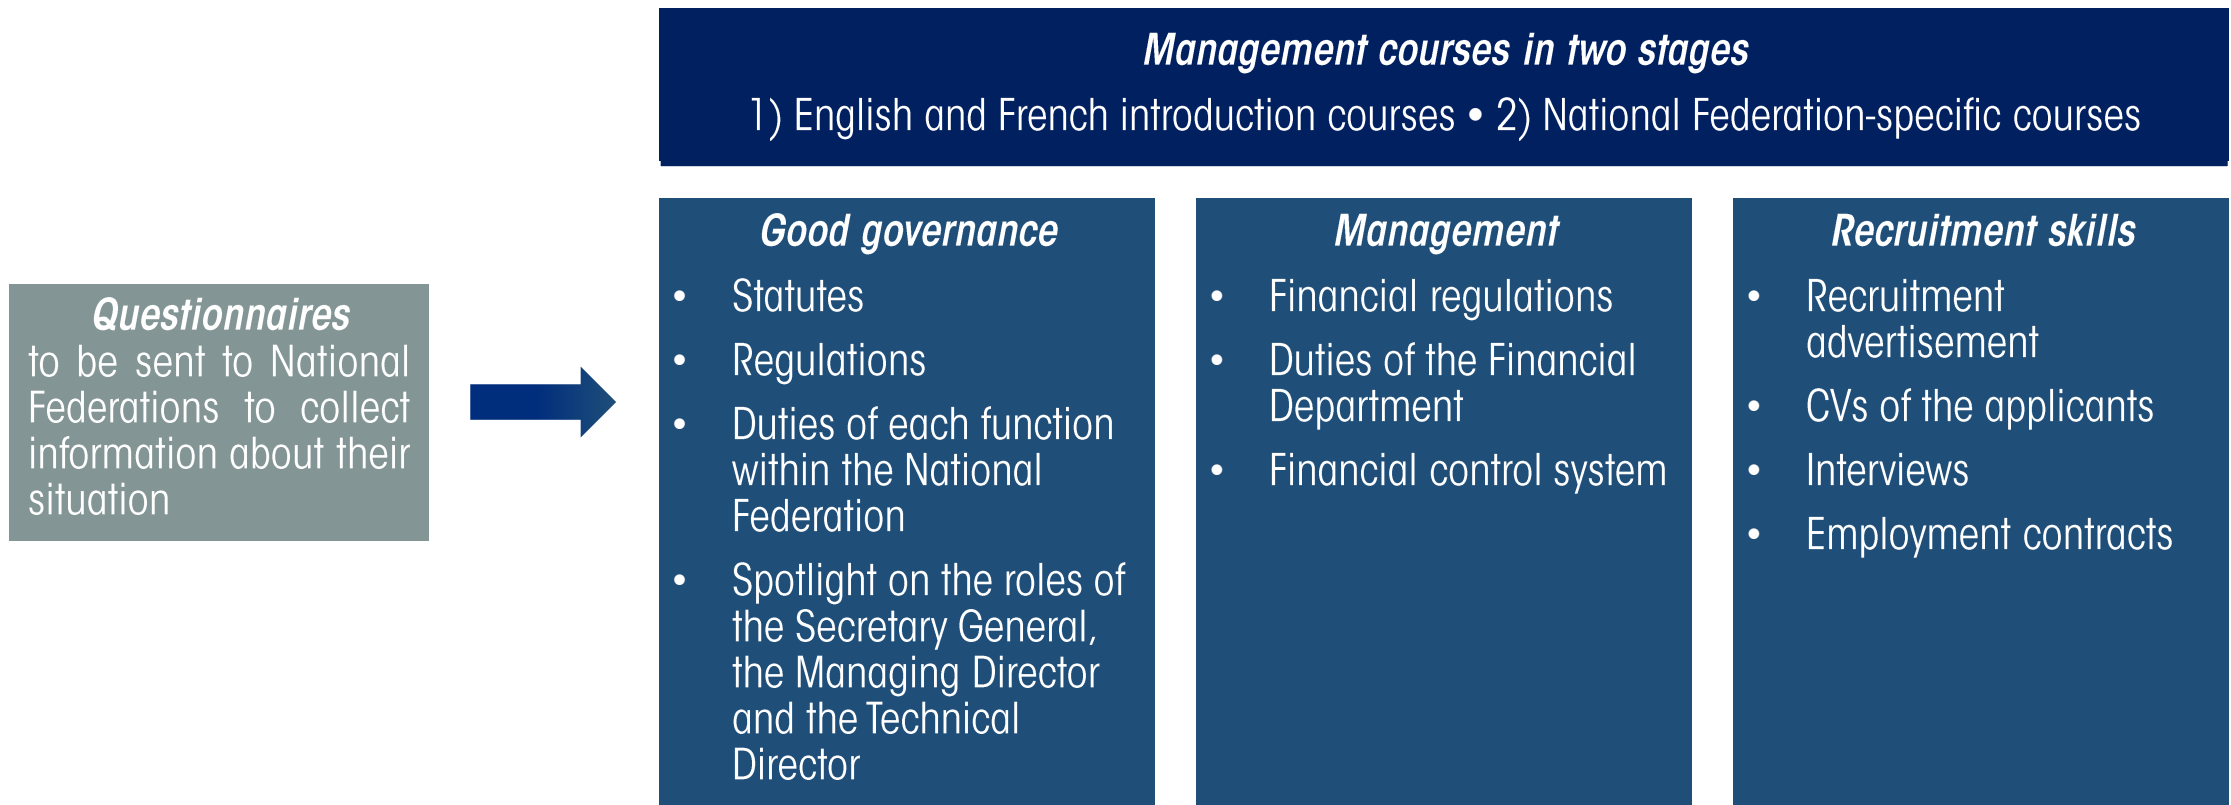 Management courses in two stages
1) English and French introduction courses • 2) National Federation-specific courses
Questionnaires
to be sent to National
Federations to collect
information about their
situation
Good governance
• Statutes
• Regulations
• Duties of each function
within the National
Federation
• Spotlight on the roles of
the Secretary General,
the Managing Director
and the Technical
Director
Management
• Financial regulations
• Duties of the Financial
Department
• Financial control system
Recruitment skills
• Recruitment
advertisement
• CVs of the applicants
• Interviews
• Employment contracts